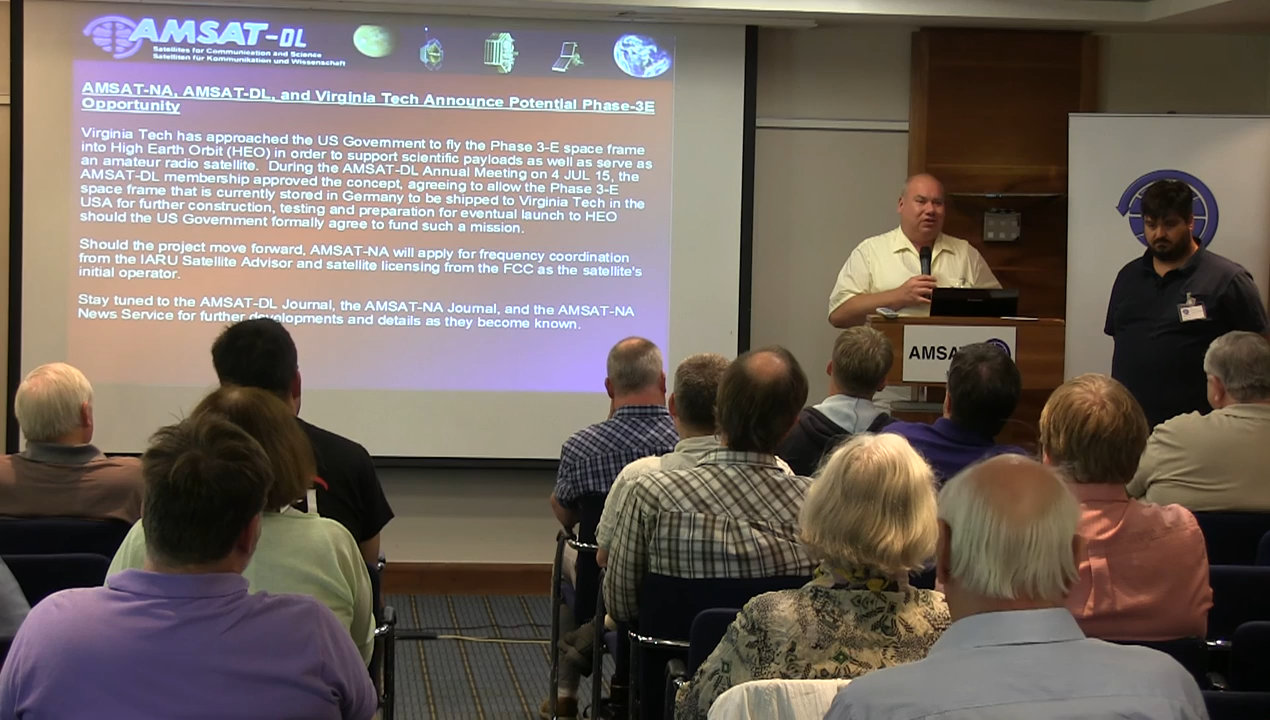 AMSAT-DL
Satellites for Communication and Science
Satelliten für Kommunikation und Wissenschaft
AMSAT-NA, AMSAT-DL, and Virginia Tech Announce Potential Phase-3E
Opportunity
Virginia Tech has approached the US Government to fly the Phase 3-E space frame
into High Earth Orbit (HEO) in order to support scientific payloads as well as serve as
an amateur radio satellite. During the AMSAT-DL Annual Meeting on 4 JUL 15, the
AMSAT-DL membership approved the concept, agreeing to allow the Phase 3-E
space frame that is currently stored in Germany to be shipped to Virginia Tech in the
USA for further construction, testing and preparation for eventual launch to HEO
should the US Government formally agree to fund such a mission.
Should the project move forward, AMSAT-NA will apply for frequency coordination
from the IARU Satellite Advisor and satellite licensing from the FCC as the satellite's
initial operator.
Stay tuned to the AMSAT-DL Journal, the AMSAT-NA Journal, and the AMSAT-NA
News Service for further developments and details as they become known.
AMSA